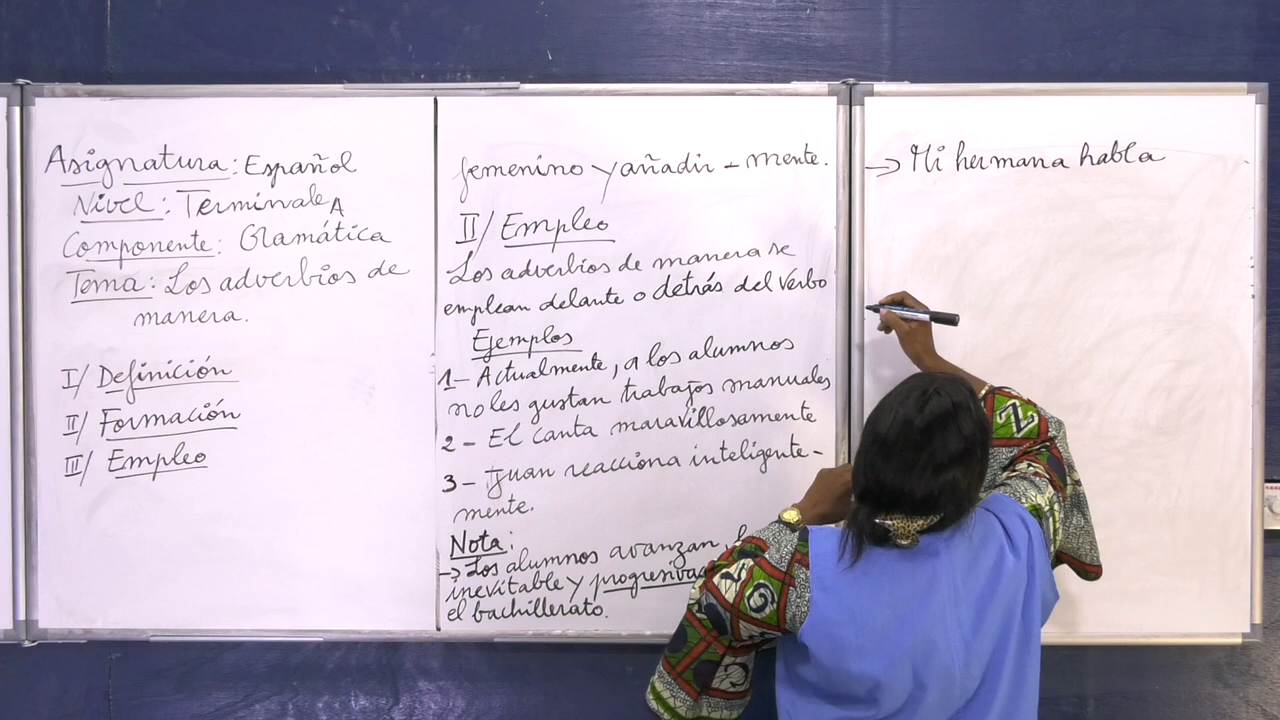 Asignatura: Español
Nivel: Terminale A
Componente: Gramática
Tema: Los adverbios de
manera.
I/ Definición
II/ Formación
III/ Empleo
femenino y añadir - mente.
II/ Empleo
Los adverbios de manera se
emplean delante o detrás del verbo
Ejemplos
1- Actualmente, a los alumnos
no les gustan trabajos manuales
2- El canta maravillosamente
3- Juan reacciona inteligente-
mente.
Nota:
-> Los alumnos avanzan,
inevitable y
el bachillerato.
-> Mi hermana habla